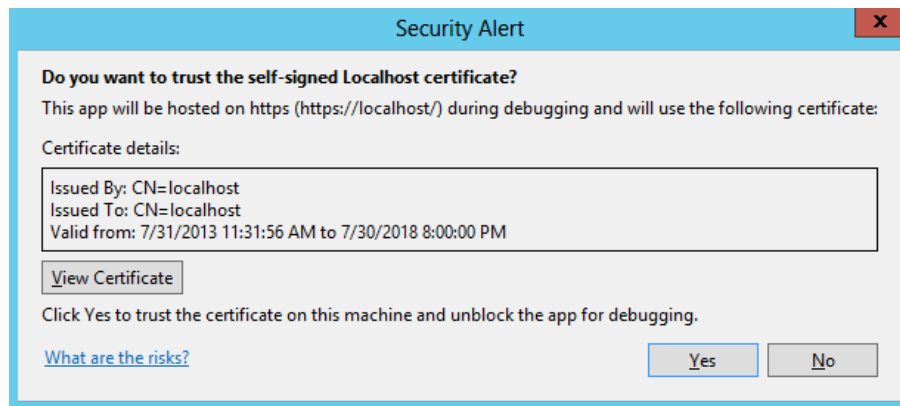 Security Alert
x
Do you want to trust the self-signed Localhost certificate?
This app will be hosted on https (https://localhost/) during debugging and will use the following certificate:
Certificate details:
Issued By: CN=localhost
Issued To: CN=localhost
Valid from: 7/31/2013 11:31:56 AM to 7/30/2018 8:00:00 PM
View Certificate
Click Yes to trust the certificate on this machine and unblock the app for debugging.
What are the risks?
Yes
No